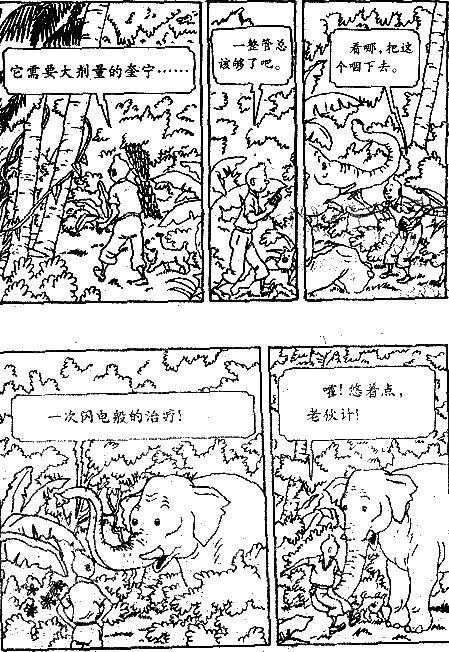 它需要大剂量的奎宁……
一整管总
该够了吧。
看哪，把这
个咽下去。
一次闪电般的治疗！
嚯！悠着点，
老伙计！